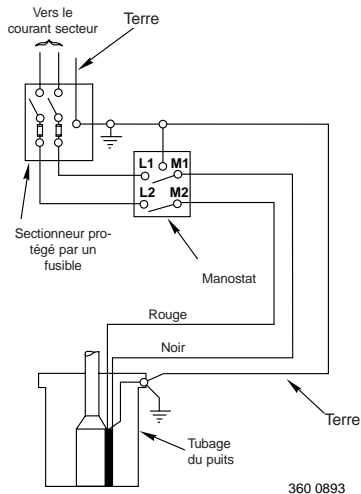 Vers le
courant secteur
Terre
L1
M1
L2
M2
Sectionneur pro-
tégé par un
fusible
Manostat
Rouge
Noir
Terre
Tubage
du puits
360 0893